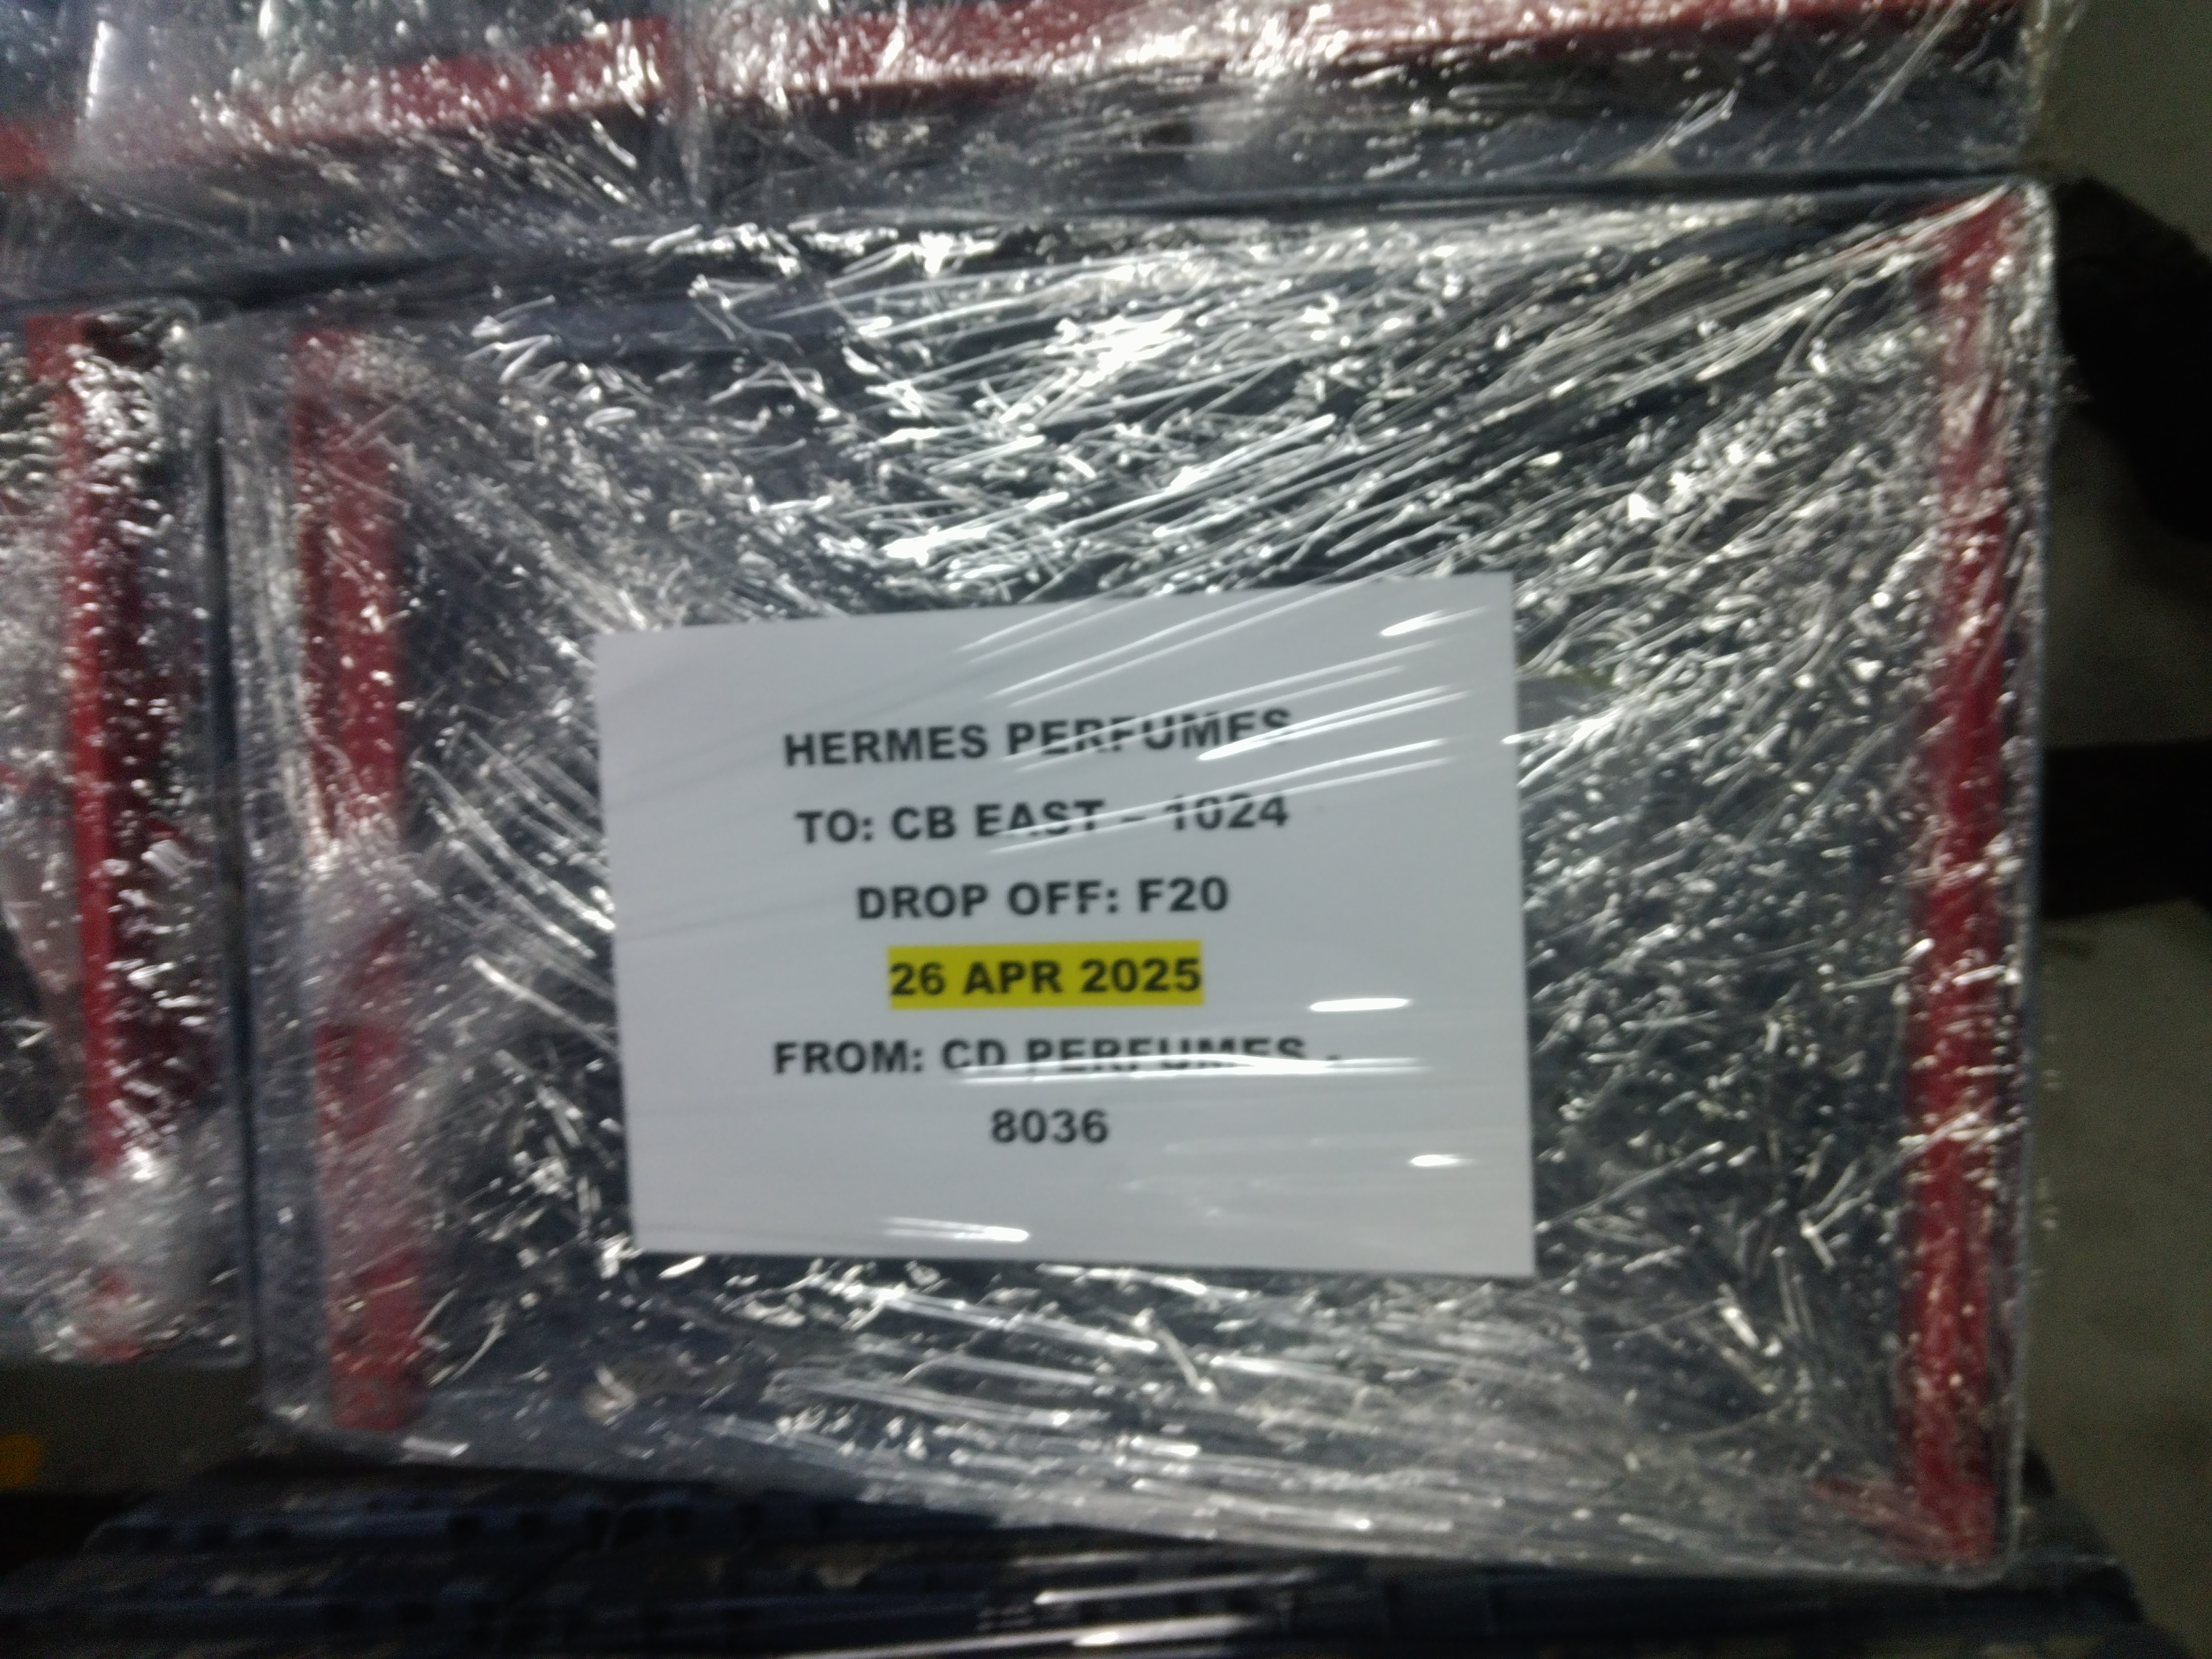 HERMES PERFUMES
TO: CB EAST – 1024
DROP OFF: F20
26 APR 2025
FROM: CD PERFUMES -
8036